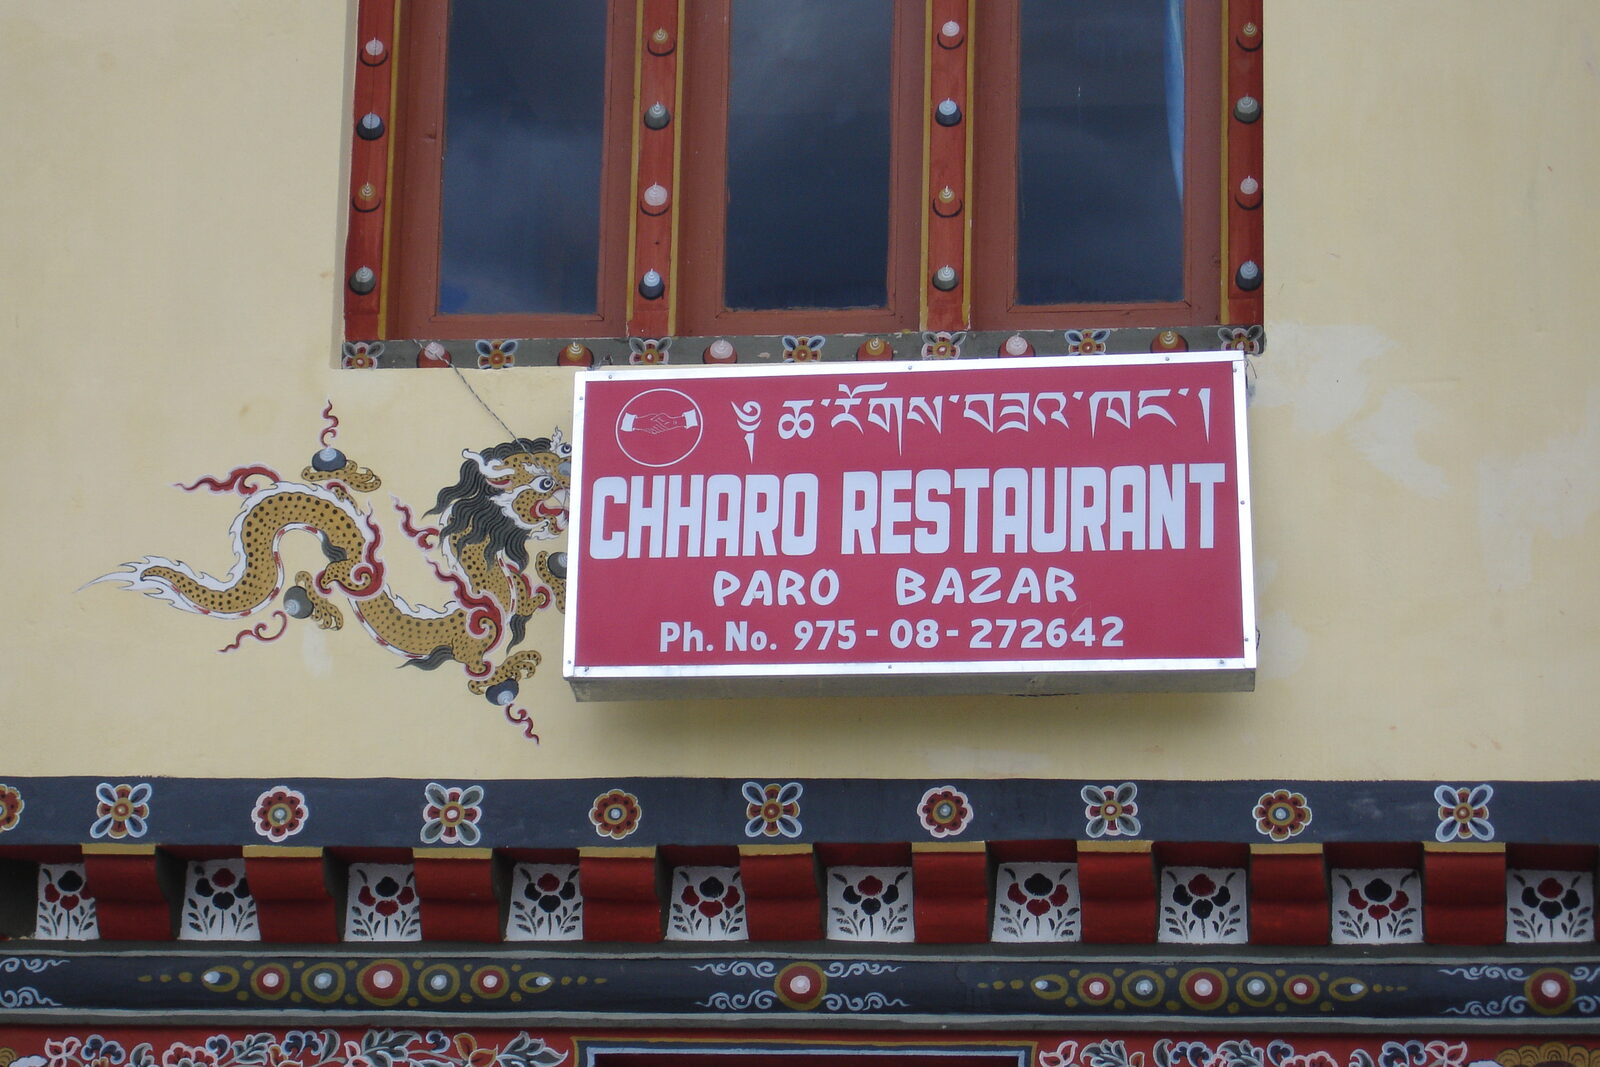 ༈ ཆ་རོགས་བཟའ་ཁང་།
CHHARO RESTAURANT
PARO BAZAR
Ph. No. 975-08-272642